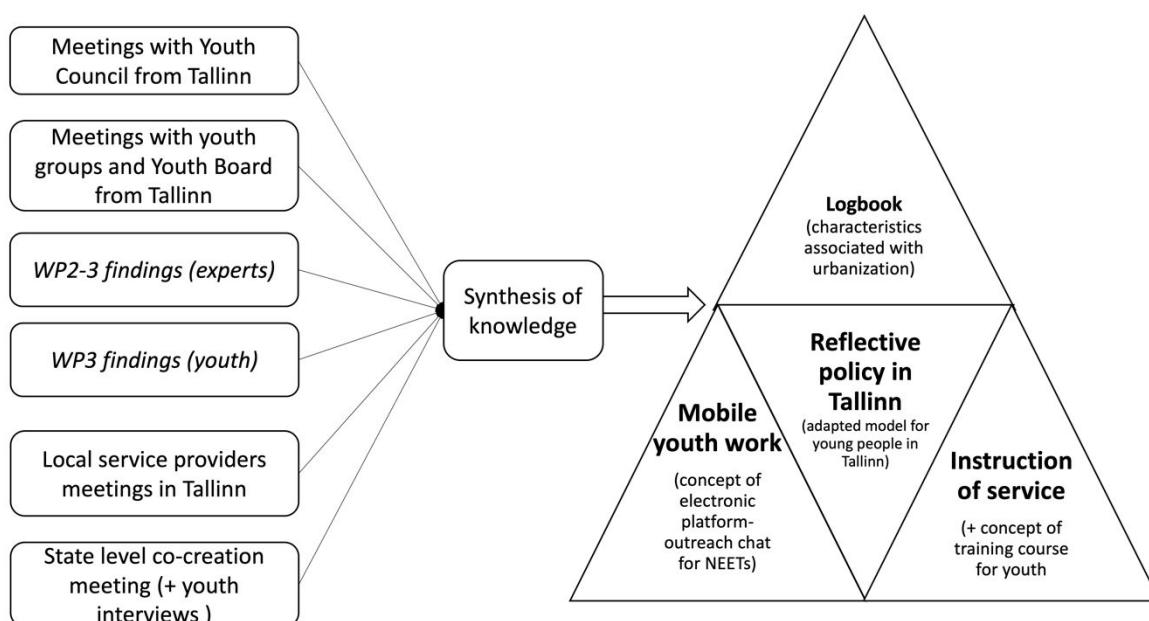 Meetings with Youth
Council from Tallinn
Meetings with youth
groups and Youth Board
from Tallinn
WP2-3 findings (experts)
WP3 findings (youth)
Local service providers
meetings in Tallinn
State level co-creation
meeting (+ youth
interviews )
Synthesis of
knowledge
Logbook
(characteristics
associated with
urbanization)
Reflective
policy in
Tallinn
(adapted model for
young people in
Tallinn)
Mobile
youth work
(concept of
electronic
platform-
outreach chat
for NEETs)
Instruction
of service
(+ concept of
training course
for youth